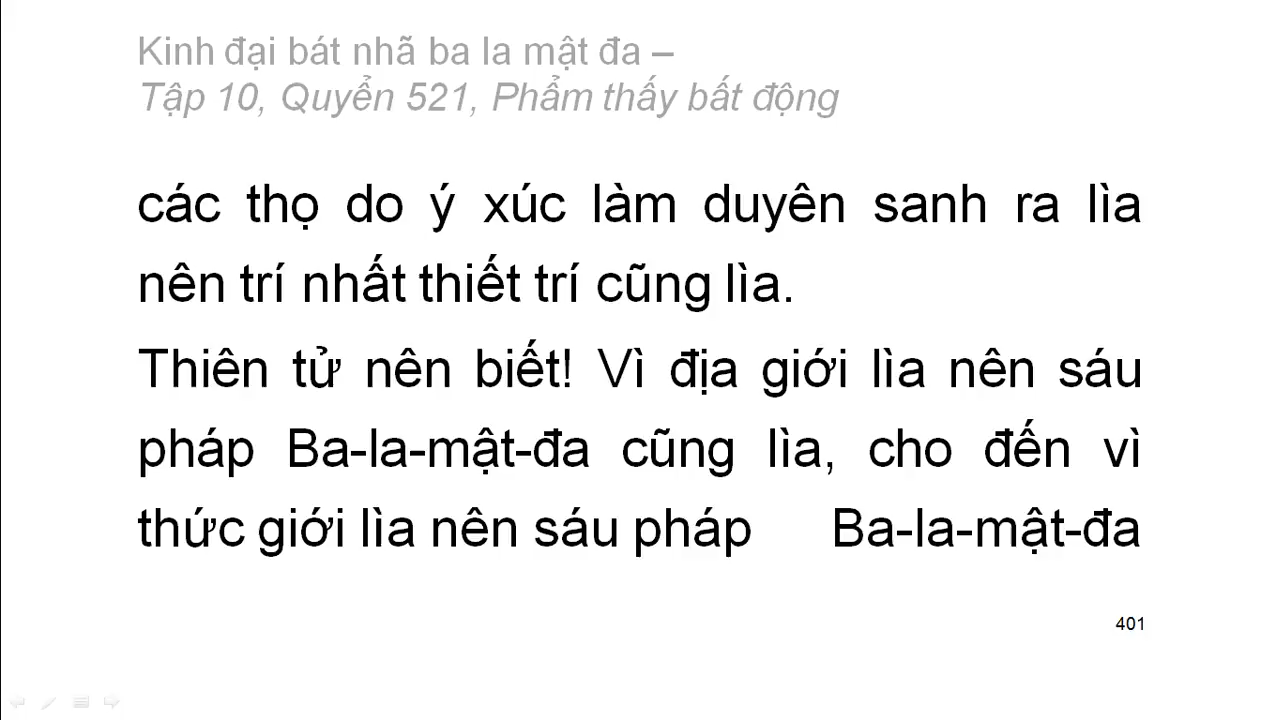 Kinh đại bát nhã ba la mật đa –
Tập 10, Quyển 521, Phẩm thấy bất động
các thọ do ý xúc làm duyên sanh ra lìa
nên trí nhất thiết trí cũng lìa.
Thiên tử nên biết! Vì địa giới lìa nên sáu
pháp Ba-la-mật-đa cũng lìa, cho đến vì
thức giới lìa nên sáu pháp Ba-la-mật-đa
401